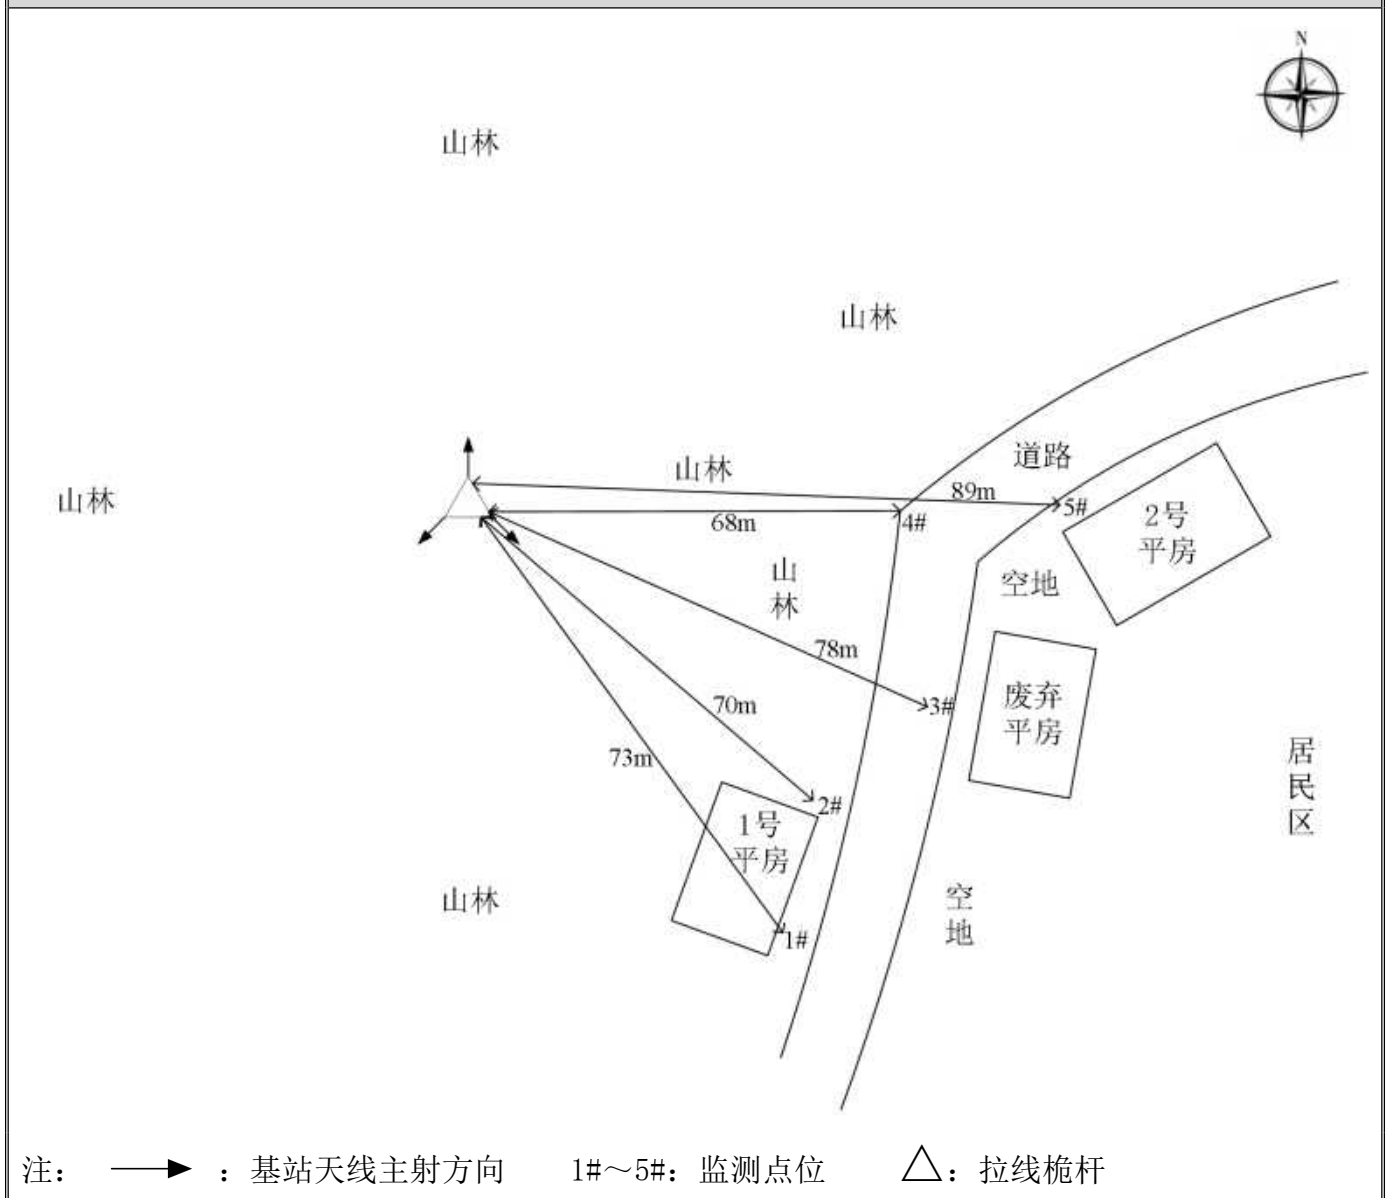 N
山林
山林
道路
山林
山林
89m
5#
68m
4#
2号
平房
山
林
空地
78m
3#
70m
废弃
平房
73m
2#
1号
平房
居
民
区
山林
空
地
1#
注： ：基站天线主射方向 1#～5#：监测点位 △：拉线桅杆